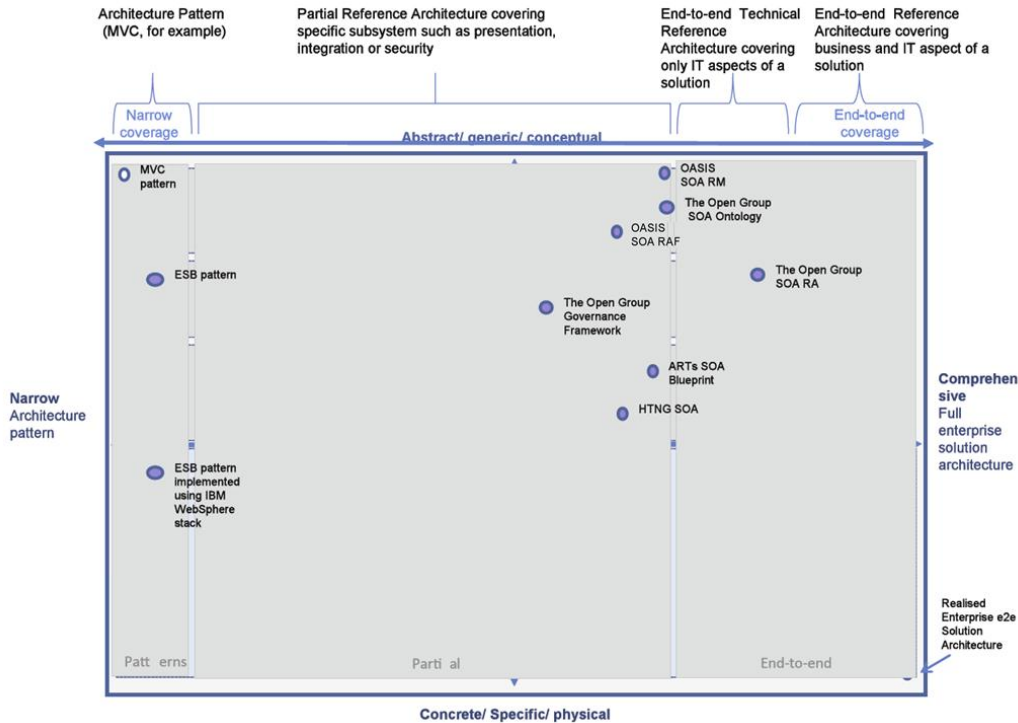 Architecture Pattern
(MVC, for example)
Partial Reference Architecture covering
specific subsystem such as presentation,
integration or security
End-to-end Technical
Reference
Architecture covering
only IT aspects of a
solution
End-to-end Reference
Architecture covering
business and IT aspect of a
solution
Narrow
coverage
End-to-end
coverage
Abstract/ generic/ conceptual
MVC
pattern
OASIS
SOA RM
The Open Group
SOA Ontology
OASIS
SOA RAF
ESB pattern
The Open Group
SOA RA
The Open Group
Governance
Framework
ARTs SOA
Blueprint
HTNG SOA
Narrow
Architecture
pattern
Comprehen
sive
Full
enterprise
solution
architecture
ESB pattern
implemented
using IBM
WebSphere
stack
Realised
Enterprise e2e
Solution
Architecture
Patt erns
Parti al
End-to-end
Concrete/ Specific/ physical